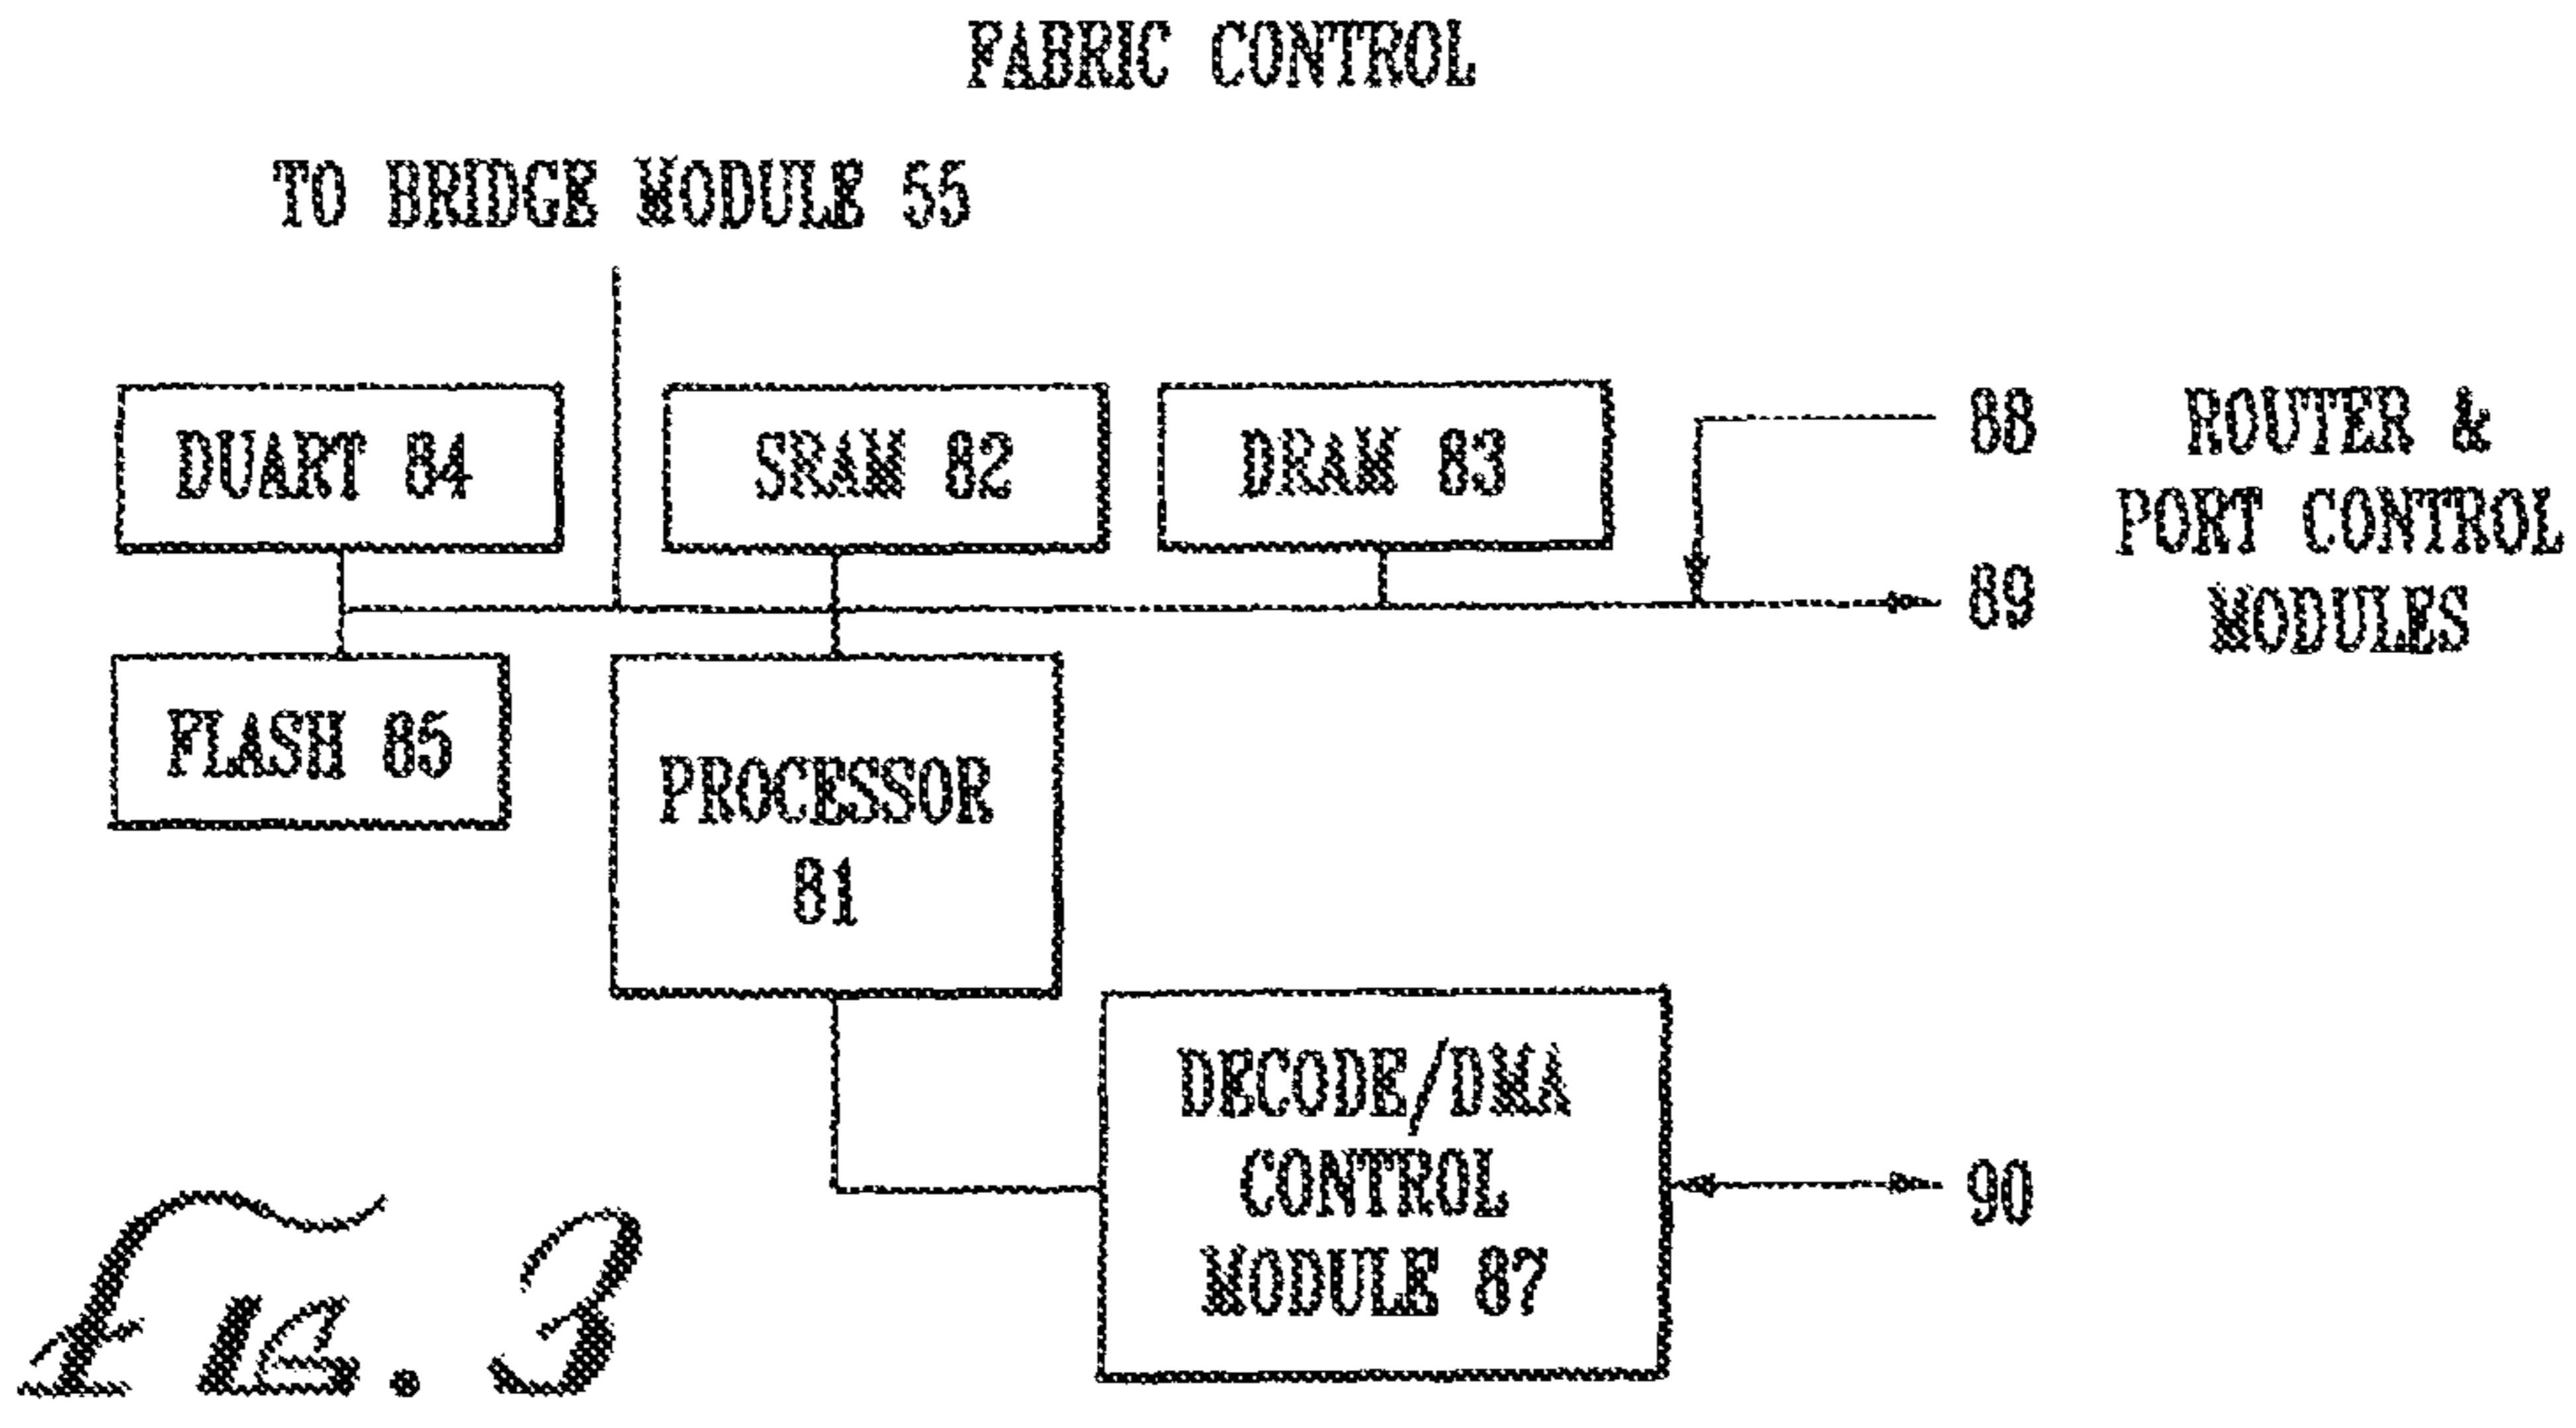 FABRIC CONTROL
TO BRIDGE MODULE 55
DUART 84
SRAM 82
DRAM 83
88
ROUTER &
PORT CONTROL
MODULES
89
FLASH 85
PROCESSOR
81
DECODE/DMA
CONTROL
MODULE 87
90
FIG. 3